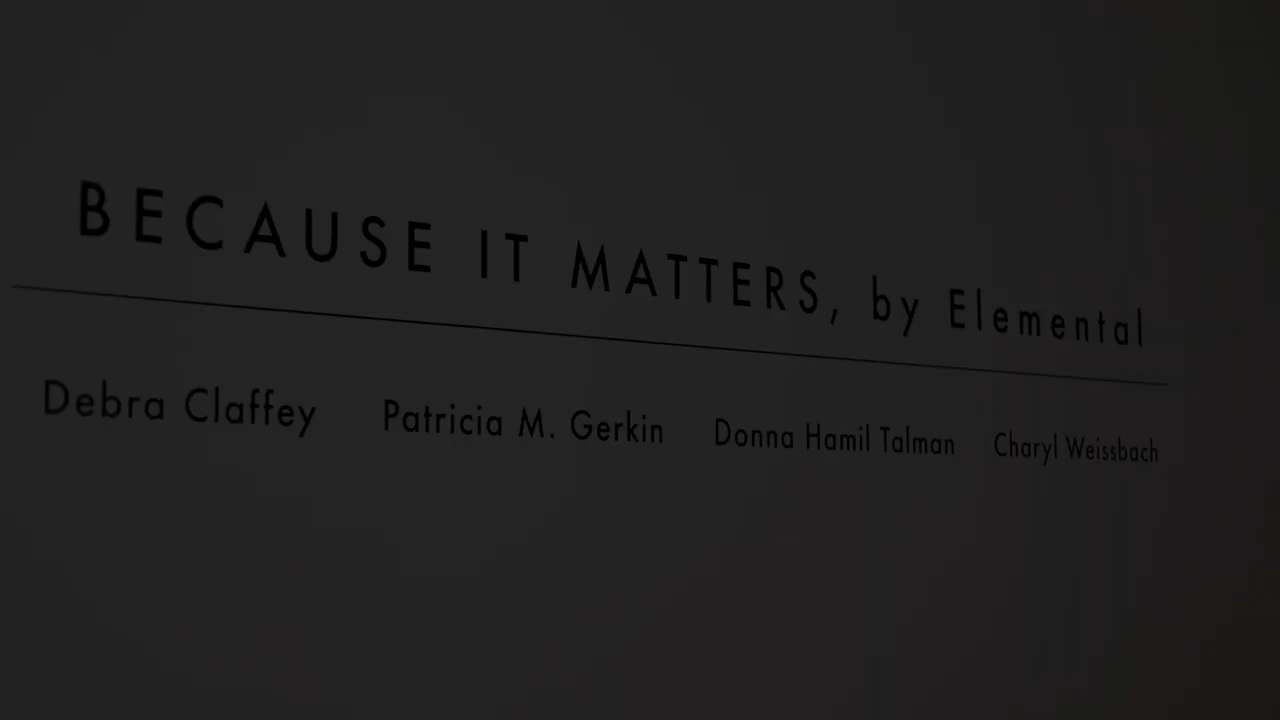 BECAUSE IT MATTERS, by Elemental
Debra Claffey Patricia M. Gerkin Donna Hamil Talman Charyl Weissbach